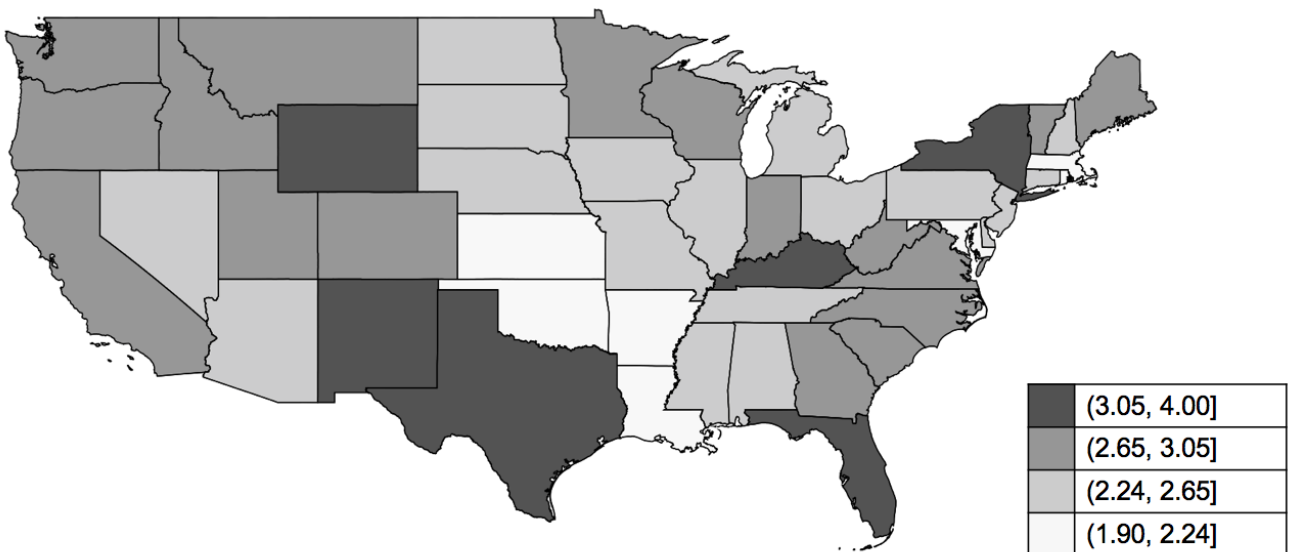 (3.05, 4.00]
(2.65, 3.05]
(2.24, 2.65]
(1.90, 2.24]